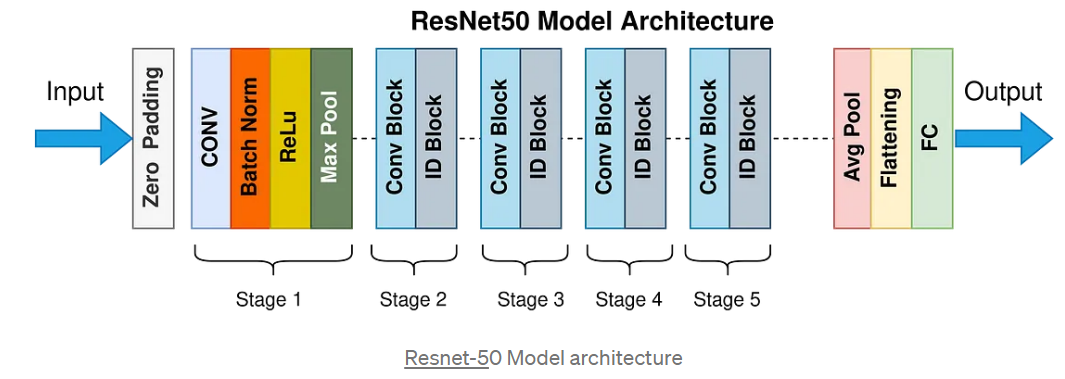 ResNet50 Model Architecture
Input
Zero Padding
CONV
Batch Norm
ReLu
Max Pool
Conv Block
ID Block
Conv Block
ID Block
Conv Block
ID Block
Conv Block
ID Block
Avg Pool
Flattening
FC
Output
Stage 1
Stage 2
Stage 3
Stage 4
Stage 5
Resnet-50 Model architecture